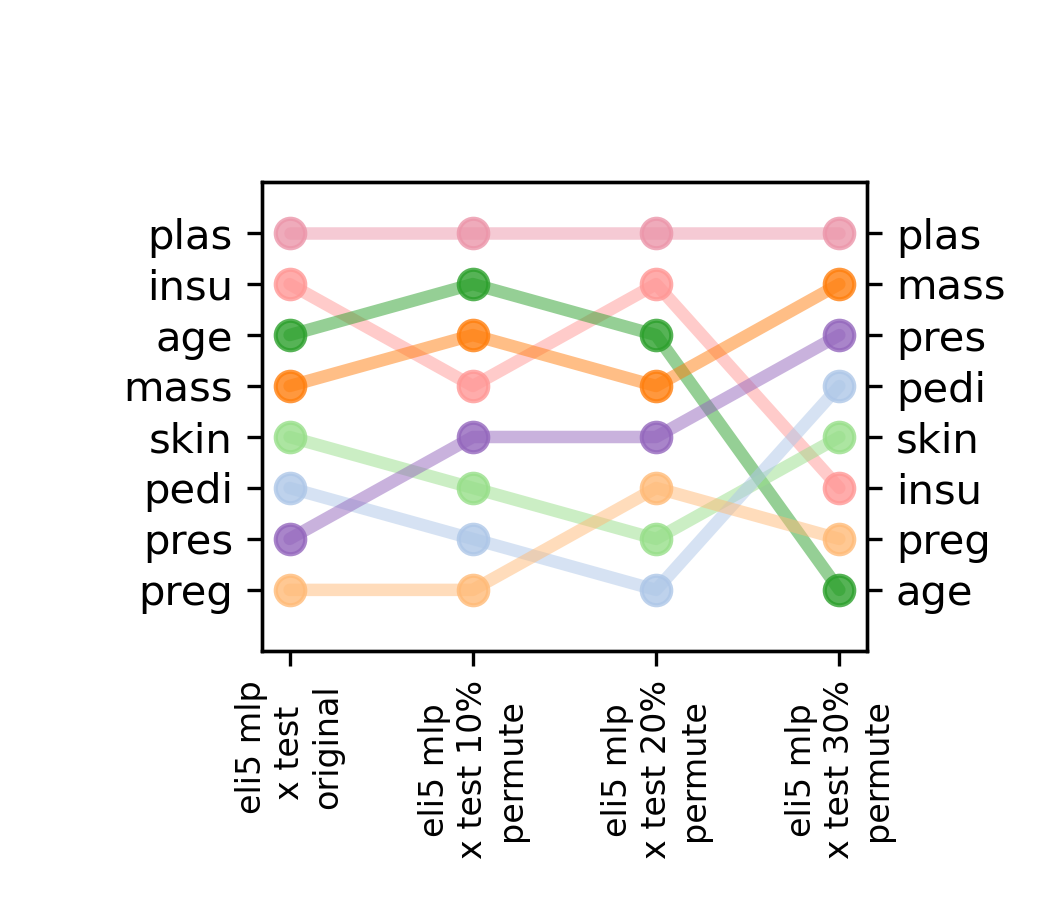 plas
insu
age
mass
skin
pedi
pres
preg
plas
mass
pres
pedi
skin
insu
preg
age
eli5 mlp
x test
original
eli5 mlp
x test 10%
permute
eli5 mlp
x test 20%
permute
eli5 mlp
x test 30%
permute